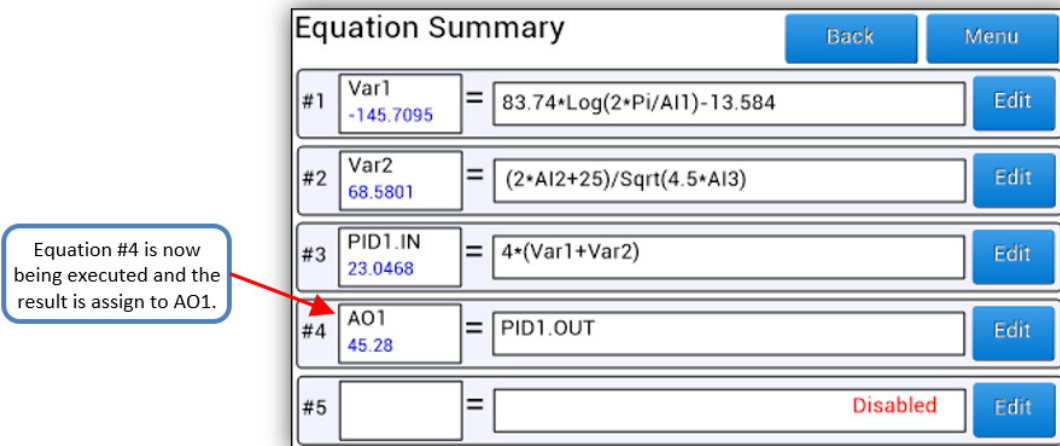 Equation Summary
Back
Menu
#1
Var1
-145.7095
=
83.74*Log(2*Pi/AI1)-13.584
Edit
#2
Var2
68.5801
=
(2*AI2+25)/Sqrt(4.5*AI3)
Edit
#3
PID1.IN
23.0468
=
4*(Var1+Var2)
Edit
Equation #4 is now
being executed and the
result is assign to AO1.
#4
AO1
45.28
=
PID1.OUT
Edit
#5
=
Disabled
Edit